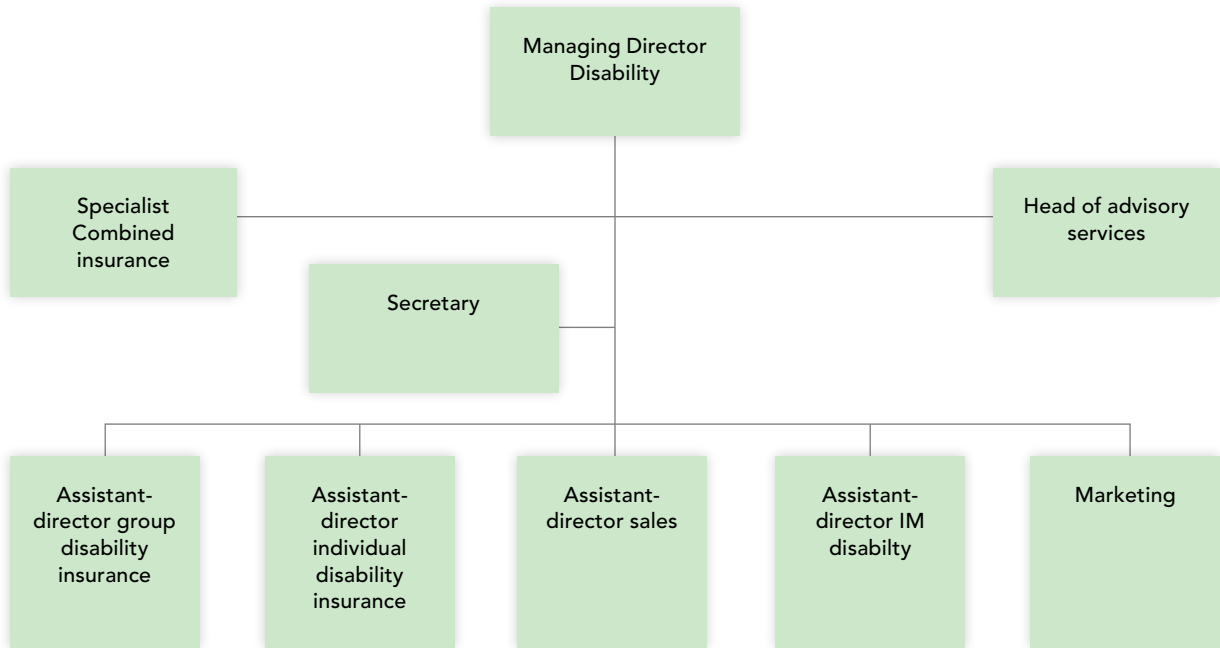 Managing Director
Disability
Specialist
Combined
insurance
Head of advisory
services
Secretary
Assistant-
director group
disability
insurance
Assistant-
director
individual
disability
insurance
Assistant-
director sales
Assistant-
director IM
disabilty
Marketing